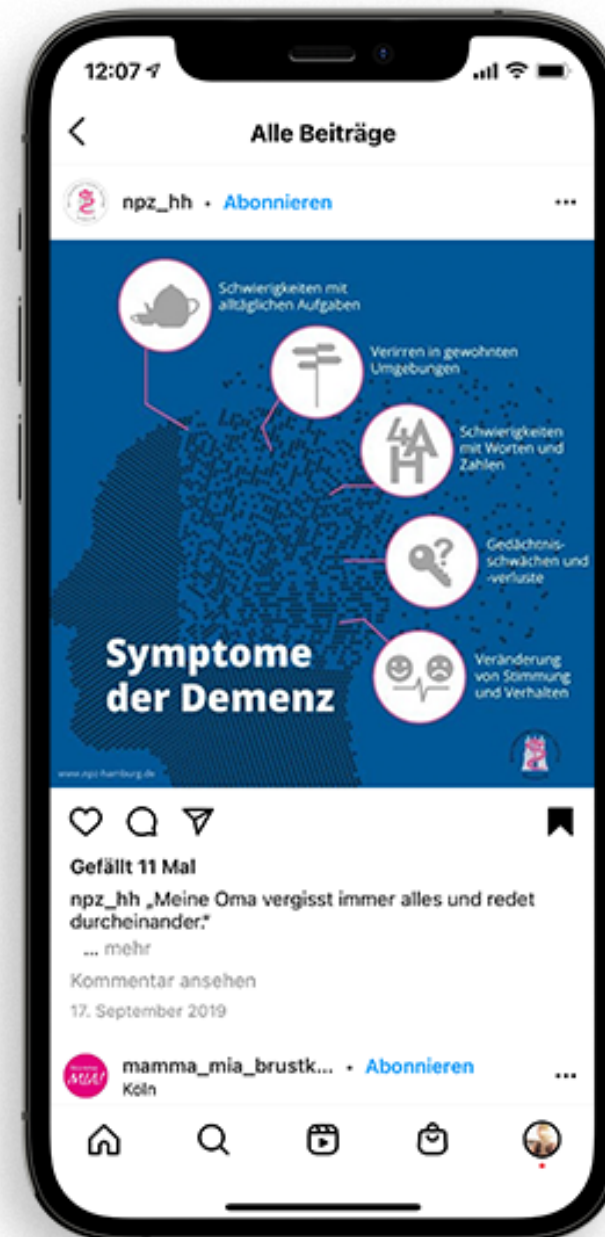 12:07
Alle Beiträge
npz_hh • Abonnieren
Schwierigkeiten mit
alltäglichen Aufgaben
Verirren in gewohnten
Umgebungen
4AH
Schwierigkeiten
mit Worten und
Zahlen
Gedächtnis-
schwächen und
-verluste
?
Veränderung
von Stimmung
und Verhalten
Symptome
der Demenz
www.npz-hamburg.de
Gefällt 11 Mal
npz_hh „Meine Oma vergisst immer alles und redet
durcheinander."
... mehr
Kommentar ansehen
17. September 2019
MIA!
mamma_mia_brustk... • Abonnieren
Köln